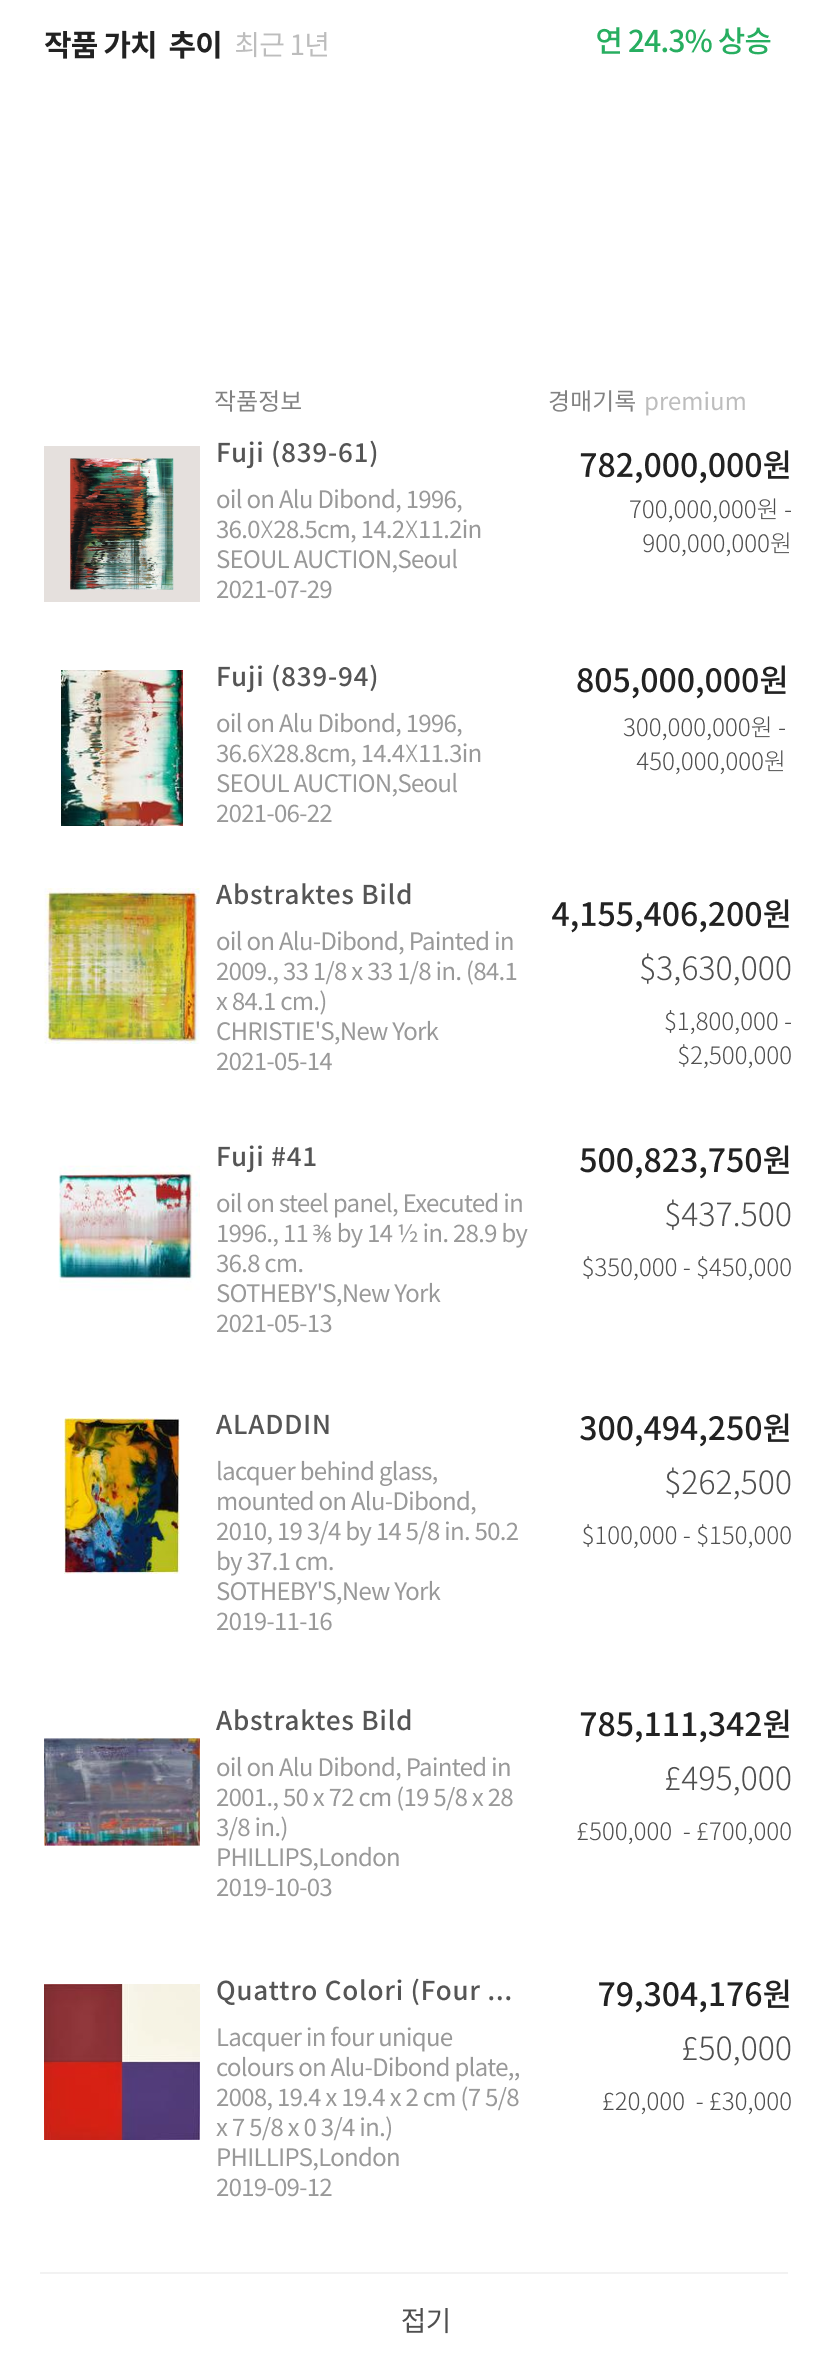 작품 가치 추이 최근 1년 연 24.3% 상승
작품정보 경매기록 premium
Fuji (839-61)
782,000,000원
oil on Alu Dibond, 1996,
36.0X28.5cm, 14.2X11.2in
SEOUL AUCTION,Seoul
2021-07-29
700,000,000원 -
900,000,000원
Fuji (839-94)
805,000,000원
oil on Alu Dibond, 1996,
36.6X28.8cm, 14.4X11.3in
SEOUL AUCTION,Seoul
2021-06-22
300,000,000원 -
450,000,000원
Abstraktes Bild
4,155,406,200원
oil on Alu-Dibond, Painted in
2009., 33 1/8 x 33 1/8 in. (84.1
x 84.1 cm.)
CHRISTIE'S,New York
2021-05-14
$3,630,000
$1,800,000 -
$2,500,000
Fuji #41
500,823,750원
oil on steel panel, Executed in
1996., 11 ⅜ by 14 ½ in. 28.9 by
36.8 cm.
SOTHEBY'S,New York
2021-05-13
$437.500
$350,000 - $450,000
ALADDIN
300,494,250원
lacquer behind glass,
mounted on Alu-Dibond,
2010, 19 3/4 by 14 5/8 in. 50.2
by 37.1 cm.
SOTHEBY'S,New York
2019-11-16
$262,500
$100,000 - $150,000
Abstraktes Bild
785,111,342원
oil on Alu Dibond, Painted in
2001., 50 x 72 cm (19 5/8 x 28
3/8 in.)
PHILLIPS,London
2019-10-03
£495,000
£500,000 - £700,000
Quattro Colori (Four ...
79,304,176원
Lacquer in four unique
colours on Alu-Dibond plate,,
2008, 19.4 x 19.4 x 2 cm (7 5/8
x 7 5/8 x 0 3/4 in.)
PHILLIPS,London
2019-09-12
£50,000
£20,000 - £30,000
접기